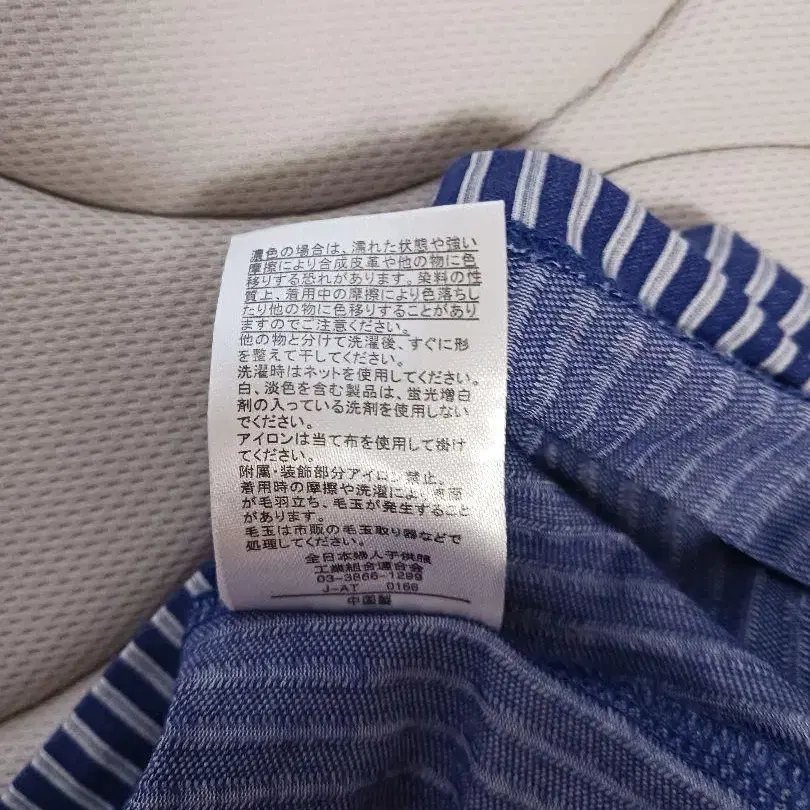 濃色の場合は、濡れた状態や強い
摩擦により合成皮革や他の物に色
移りする恐れがあります。染料の性
質上、着用中の摩擦により色落ちし
たり他の物に色移りすることがあり
ますのでご注意ください。
他の物と分けて洗濯後、すぐに形
を整えて干してください。
洗濯時はネットを使用してください。
白、淡色を含む製品は、蛍光増白
剤の入っている洗剤を使用しない
でください。
アイロンは当て布を使用して掛け
てください。
附属・装飾部分アイロン禁止。
着用時の摩擦や洗濯により表面
が毛羽立ち、毛玉が発生すること
があります。
毛玉は市販の毛玉取り器などで
処理してください。
全日本婦人子供服
工業組合連合会
03-3866-1299
J-AT 0166
中国製